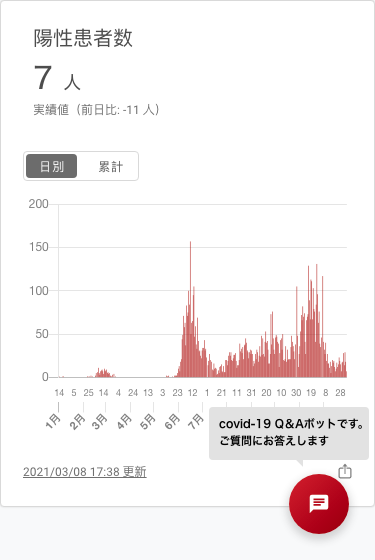 陽性患者数
7 人
実績値（前日比: -11 人）
日別 累計
200
150
100
50
0
14 5 25 14 4 24 13 3 23 12 1 21 11 31 20 10 30 19 8 28
1月 2月 3月 4月 5月 6月 7月
covid-19 Q&Aボットです。
ご質問にお答えします
2021/03/08 17:38 更新